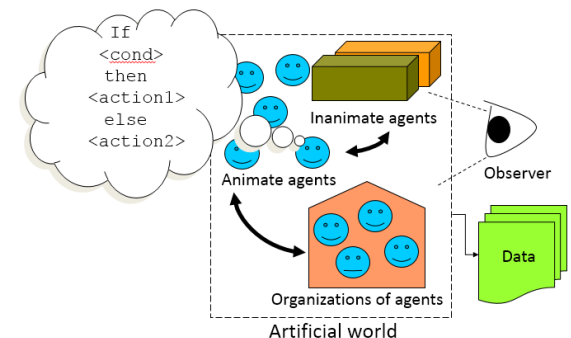 If
<cond>
then
<action1>
else
<action2>
Inanimate agents
Observer
Animate agents
Data
Organizations of agents
Artificial world